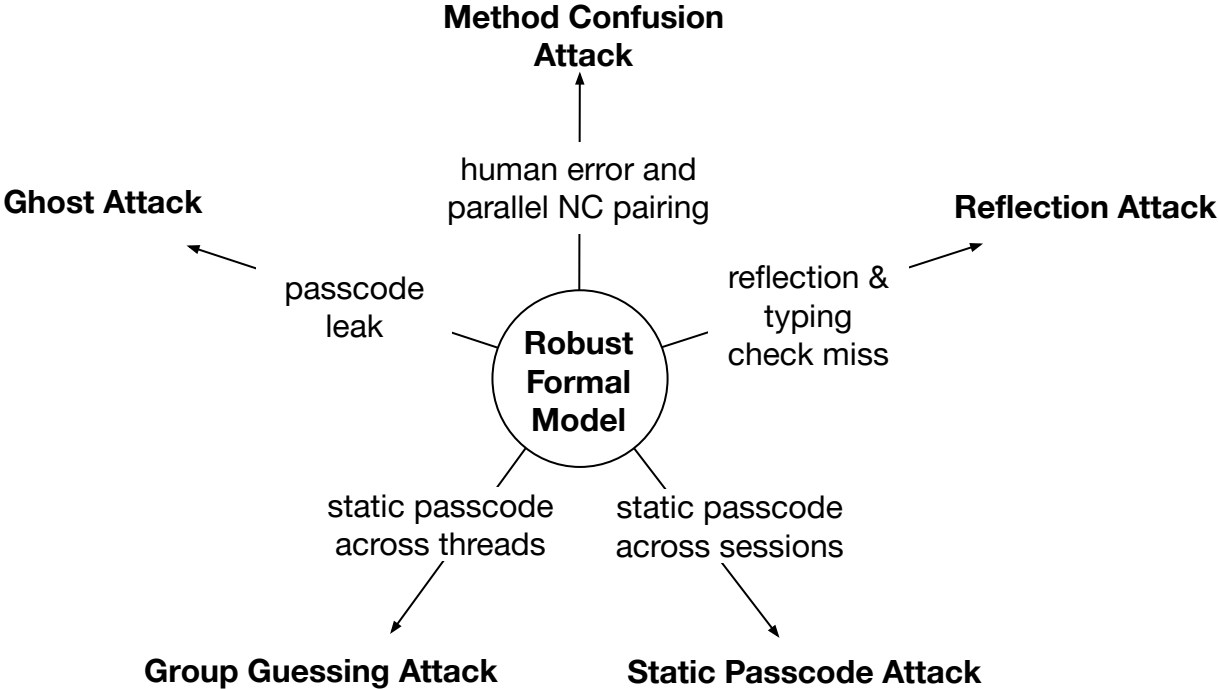 Method Confusion
Attack
human error and
parallel NC pairing
Ghost Attack
Reflection Attack
passcode
leak
reflection &
typing
check miss
Robust
Formal
Model
static passcode
across threads
static passcode
across sessions
Group Guessing Attack
Static Passcode Attack